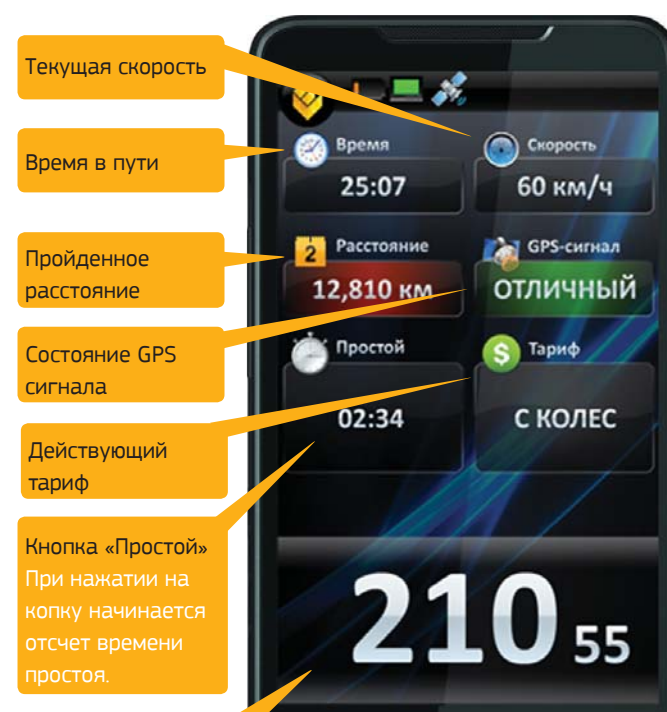 Текущая скорость
Время в пути
Пройденное
расстояние
Состояние GPS
сигнала
Действующий
тариф
Кнопка «Простой»
При нажатии на
копку начинается
отсчет времени
простоя.
Время
25:07
Скорость
60 км/ч
2
Расстояние
12,810 км
GPS-сигнал
ОТЛИЧНЫЙ
Простой
02:34
$
Тариф
С КОЛЕС
210 55